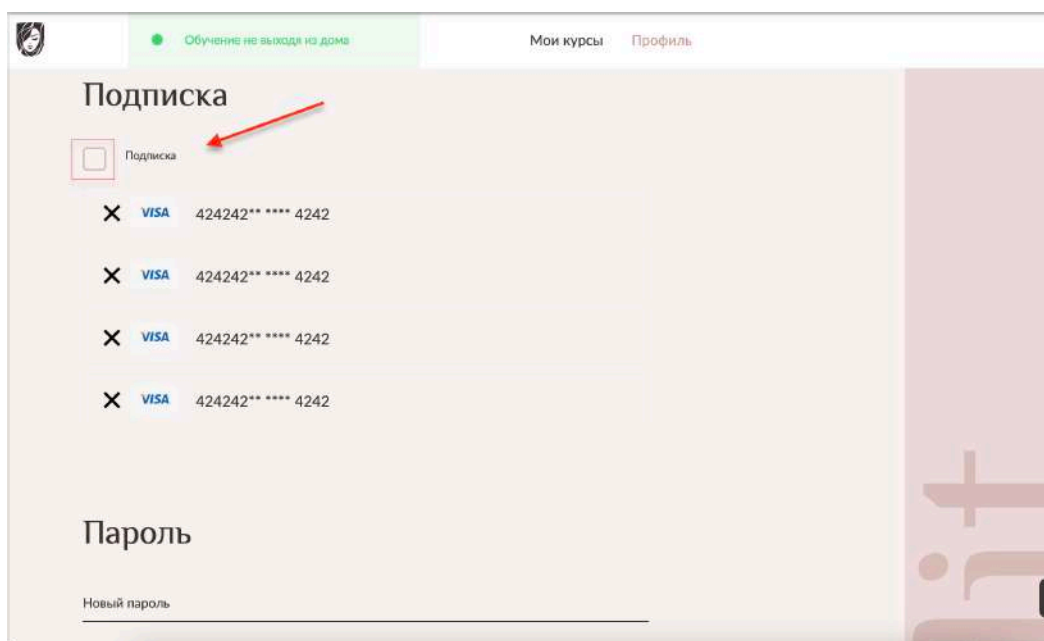 Обучение не выходя из дома
Мои курсы Профиль
Подписка
Подписка
VISA 424242** **** 4242
VISA 424242** **** 4242
VISA 424242** **** 4242
VISA 424242** **** 4242
Пароль
Новый пароль